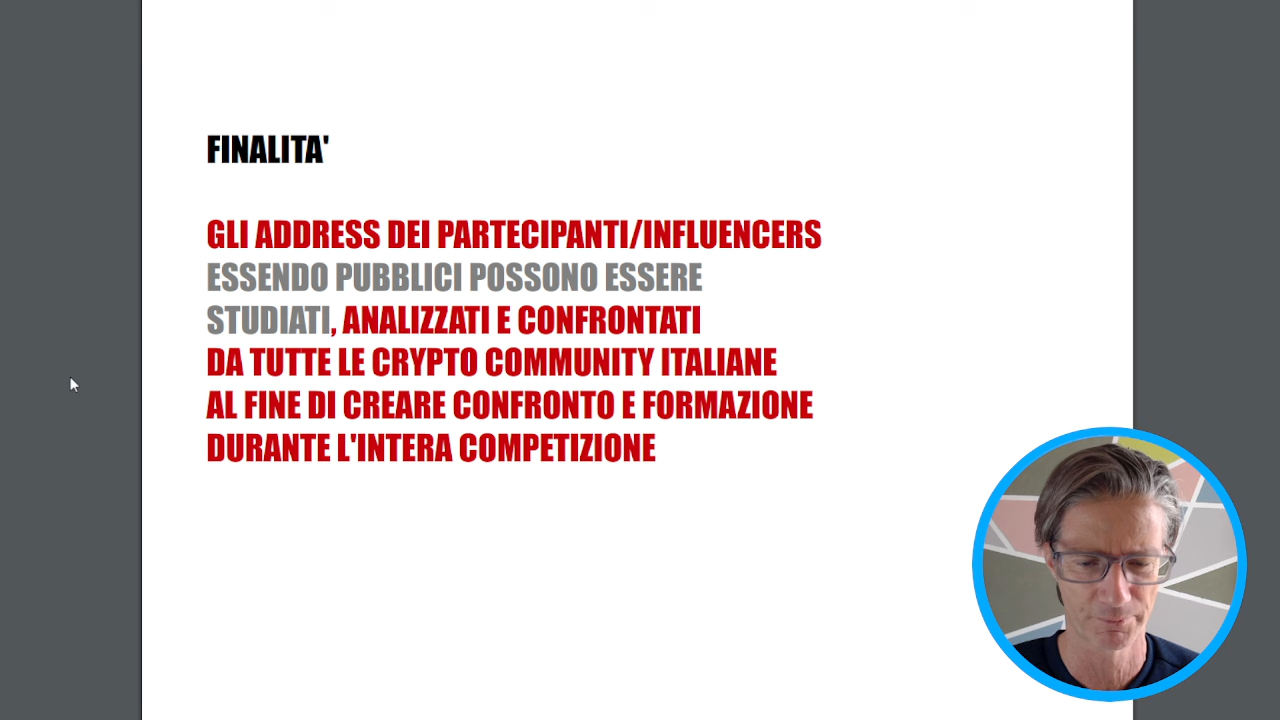 FINALITA'
GLI ADDRESS DEI PARTECIPANTI/INFLUENCERS
ESSENDO PUBBLICI POSSONO ESSERE
STUDIATI, ANALIZZATI E CONFRONTATI
DA TUTTE LE CRYPTO COMMUNITY ITALIANE
AL FINE DI CREARE CONFRONTO E FORMAZIONE
DURANTE L'INTERA COMPETIZIONE